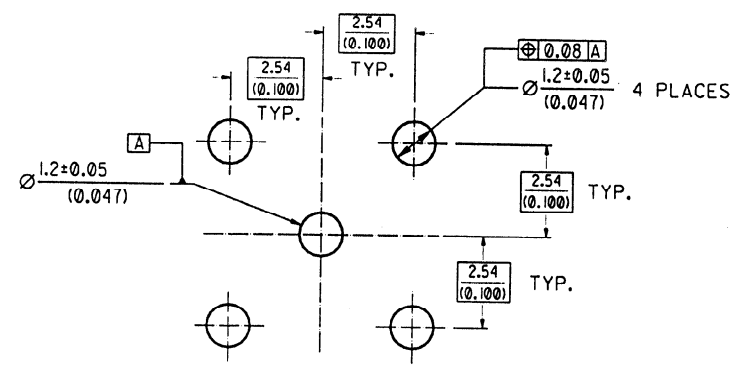 2.54
(0.100)
TYP.
2.54
(0.100)
TYP.
⌖ 0.08 A
Ø 1.2±0.05
(0.047)
4 PLACES
A
Ø 1.2±0.05
(0.047)
2.54
(0.100)
TYP.
2.54
(0.100)
TYP.